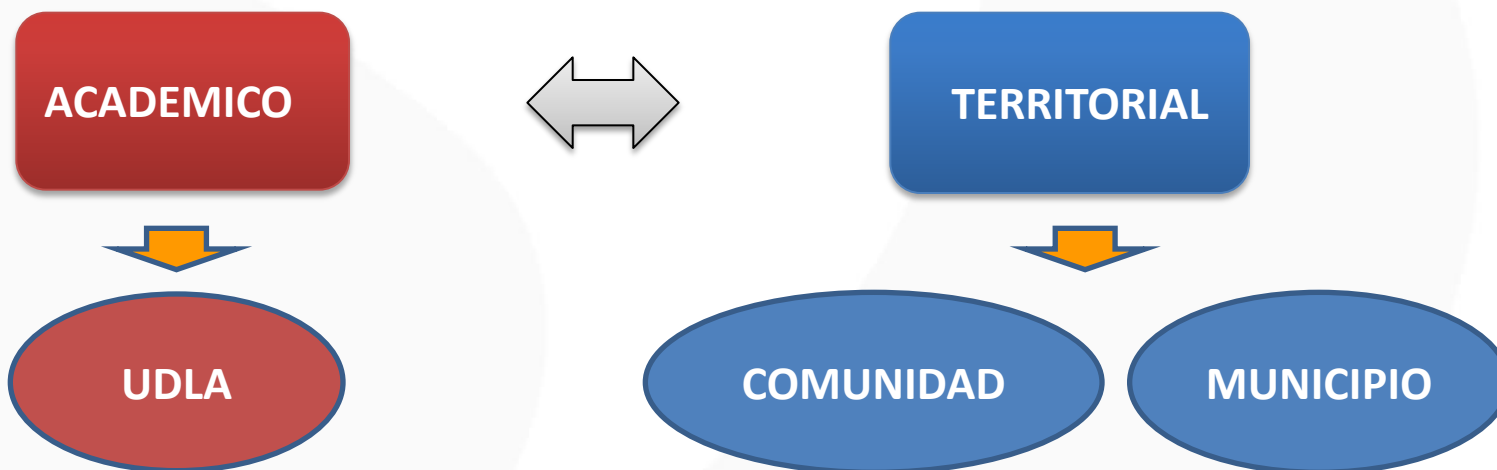 ACADEMICO
TERRITORIAL
UDLA
COMUNIDAD
MUNICIPIO